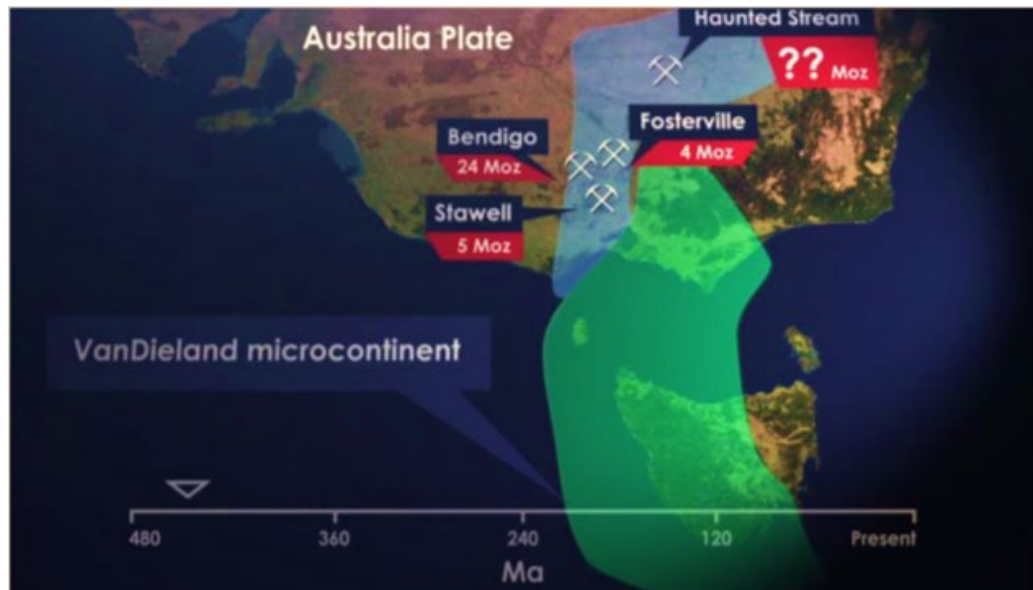 Haunted Stream
Australia Plate
?? Moz
Bendigo
Fosterville
24 Moz
4 Moz
Stawell
5 Moz
VanDieland microcontinent
480 360 240 120 Present
Ma